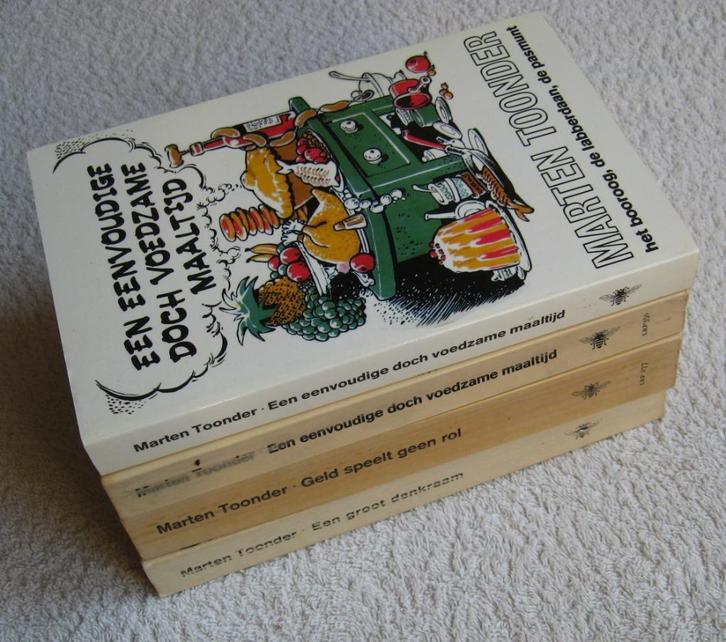 EEN EENVOUDIGE
DOCH VOEDZAME
MAALTIJD
MARTEN TOONDER
het booroog, de labberdaan, de pasmunt
Marten Toonder · Een eenvoudige doch voedzame maaltijd
Marten Toonder · Een eenvoudige doch voedzame maaltijd
Marten Toonder · Geld speelt geen rol
Marten Toonder · Een groot denkraam